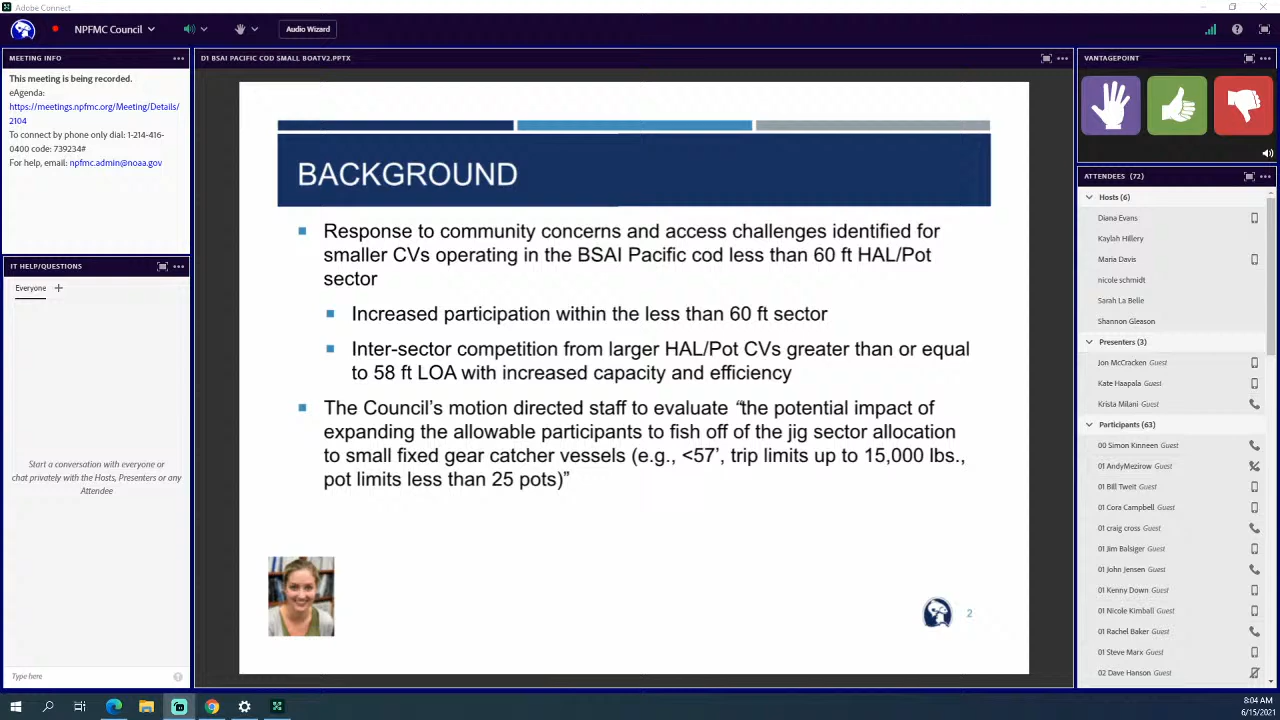 Adobe Connect
NPFMC Council
Audio Wizard
MEETING INFO
This meeting is being recorded.
eAgenda:
https://meetings.npfmc.org/Meeting/Details/
2104
To connect by phone only dial: 1-214-416-
0400 code: 739234#
For help, email: npfmc.admin@noaa.gov
IT HELP/QUESTIONS
Everyone
Start a conversation with everyone or
chat privately with the Hosts, Presenters or any
Attendee
Type here
D1 BSAI PACIFIC COD SMALL BOATV2.PPTX
BACKGROUND
Response to community concerns and access challenges identified for
smaller CVs operating in the BSAI Pacific cod less than 60 ft HAL/Pot
sector
Increased participation within the less than 60 ft sector
Inter-sector competition from larger HAL/Pot CVs greater than or equal
to 58 ft LOA with increased capacity and efficiency
The Council's motion directed staff to evaluate "the potential impact of
expanding the allowable participants to fish off of the jig sector allocation
to small fixed gear catcher vessels (e.g., <57', trip limits up to 15,000 lbs.,
pot limits less than 25 pots)"
2
VANTAGEPOINT
ATTENDEES (72)
Hosts (6)
Diana Evans
Kaylah Hillery
Maria Davis
nicole schmidt
Sarah La Belle
Shannon Gleason
Presenters (3)
Jon McCracken Guest
Kate Haapala Guest
Krista Milani Guest
Participants (63)
00 Simon Kinneen Guest
01 AndyMezirow Guest
01 Bill Tweit Guest
01 Cora Campbell Guest
01 craig cross Guest
01 Jim Balsiger Guest
01 John Jensen Guest
01 Kenny Down Guest
01 Nicole Kimball Guest
01 Rachel Baker Guest
01 Steve Marx Guest
02 Dave Hanson Guest
8:04 AM
6/15/2021